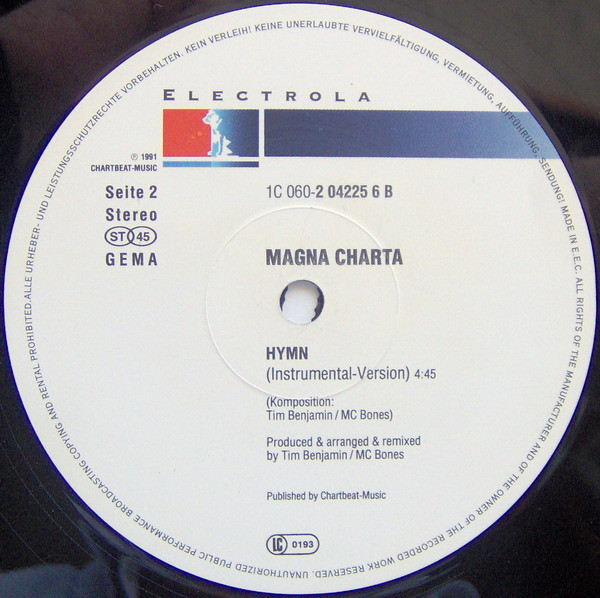 KEIN VERLEIH! KEINE UNERLAUBTE VERVIELFÄLTIGUNG, VERMIETUNG, AUFFÜHRUNG, SENDUNG! MADE IN E.E.C. ALL RIGHTS OF THE MANUFACTURER AND OF THE OWNER OF THE RECORDED WORK RESERVED. UNAUTHORIZED PUBLIC PERFORMANCE BROADCASTING COPYING AND RENTAL PROHIBITED. ALLE URHEBER- UND LEISTUNGSSCHUTZRECHTE VORBEHALTEN.
ELECTROLA
℗ 1991
CHARTBEAT-MUSIC
Seite 2
Stereo
ST 45
GEMA
1C 060-2 04225 6 B
MAGNA CHARTA
HYMN
(Instrumental-Version) 4:45
(Komposition:
Tim Benjamin / MC Bones)
Produced & arranged & remixed
by Tim Benjamin / MC Bones
Published by Chartbeat-Music
LC 0193